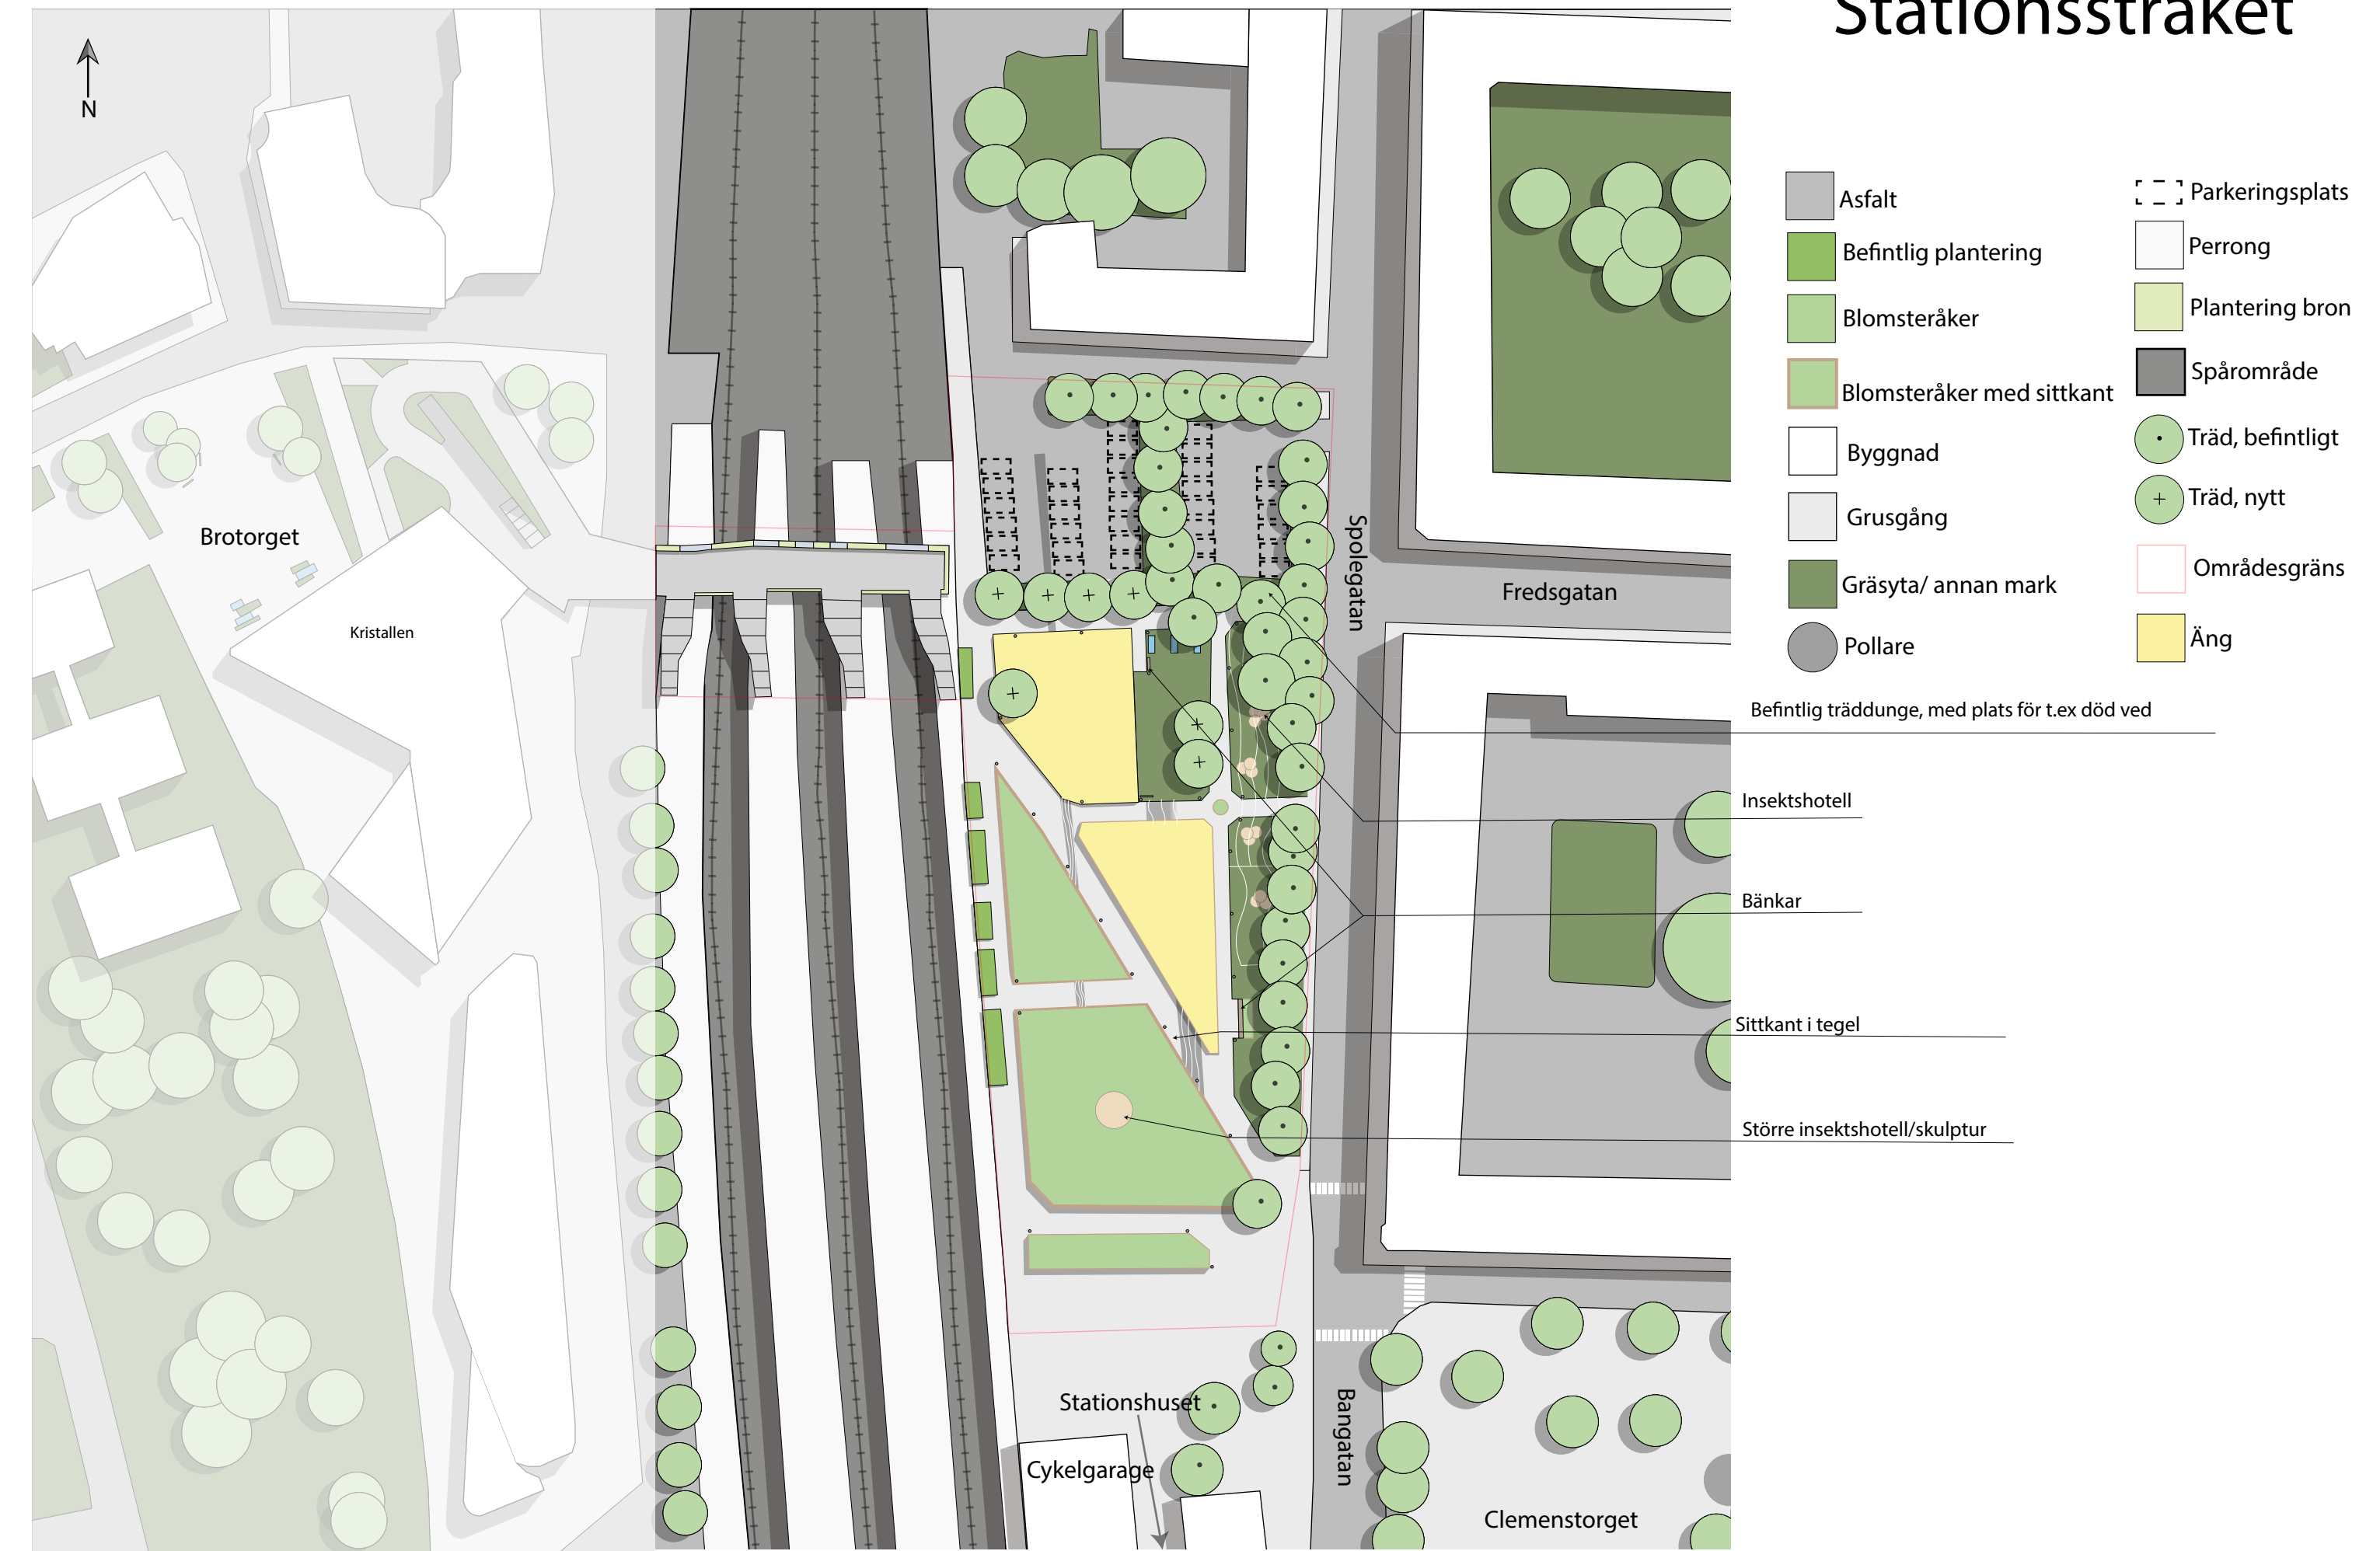 Stationsstråket
N
Asfalt
Befintlig plantering
Blomsteråker
Blomsteråker med sittkant
Byggnad
Grusgång
Gräsyta/ annan mark
Pollare
Parkeringsplats
Perrong
Plantering bron
Spårområde
Träd, befintligt
Träd, nytt
Områdesgräns
Äng
Brotorget
Kristallen
Spolegatan
Fredsgatan
Befintlig träddunge, med plats för t.ex död ved
Insektshotell
Bänkar
Sittkant i tegel
Större insektshotell/skulptur
Stationshuset
Cykelgarage
Bangatan
Clemenstorget